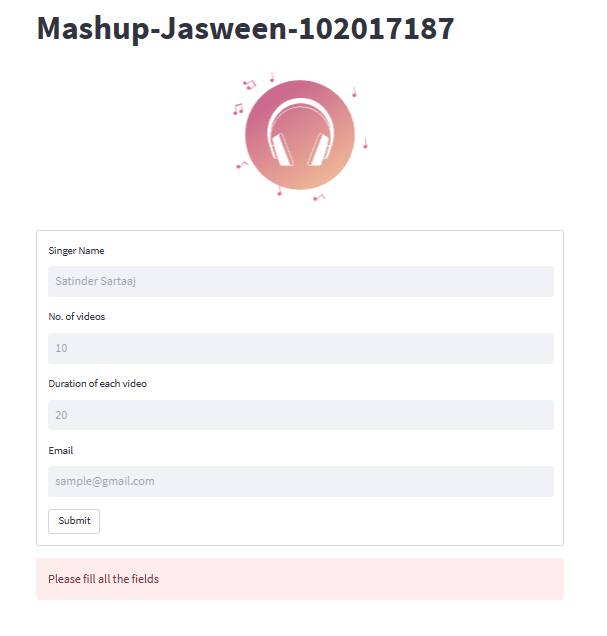 Mashup-Jasween-102017187
Singer Name
Satinder Sartaaj
No. of videos
10
Duration of each video
20
Email
sample@gmail.com
Submit
Please fill all the fields